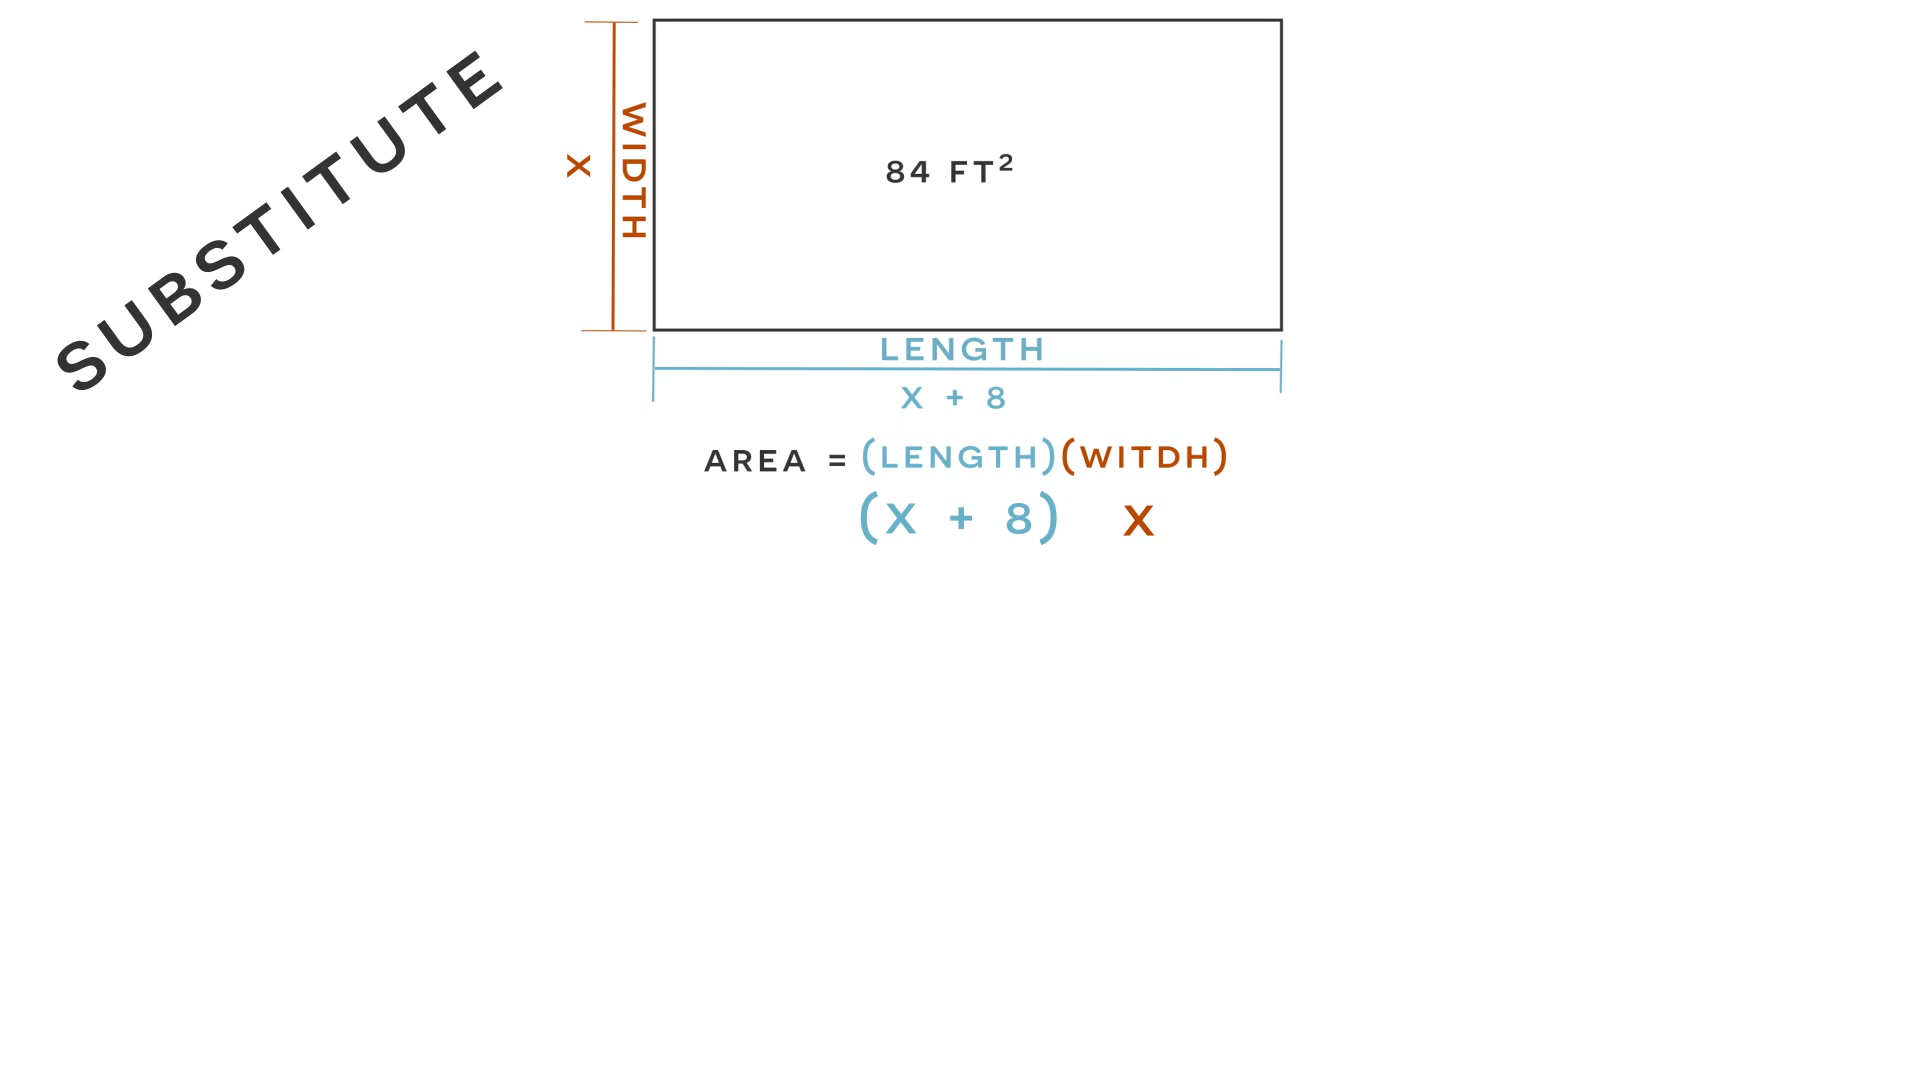 SUBSTITUTE
WIDTH
X
84 FT²
LENGTH
X + 8
AREA = (LENGTH)(WITDH)
(X + 8) X